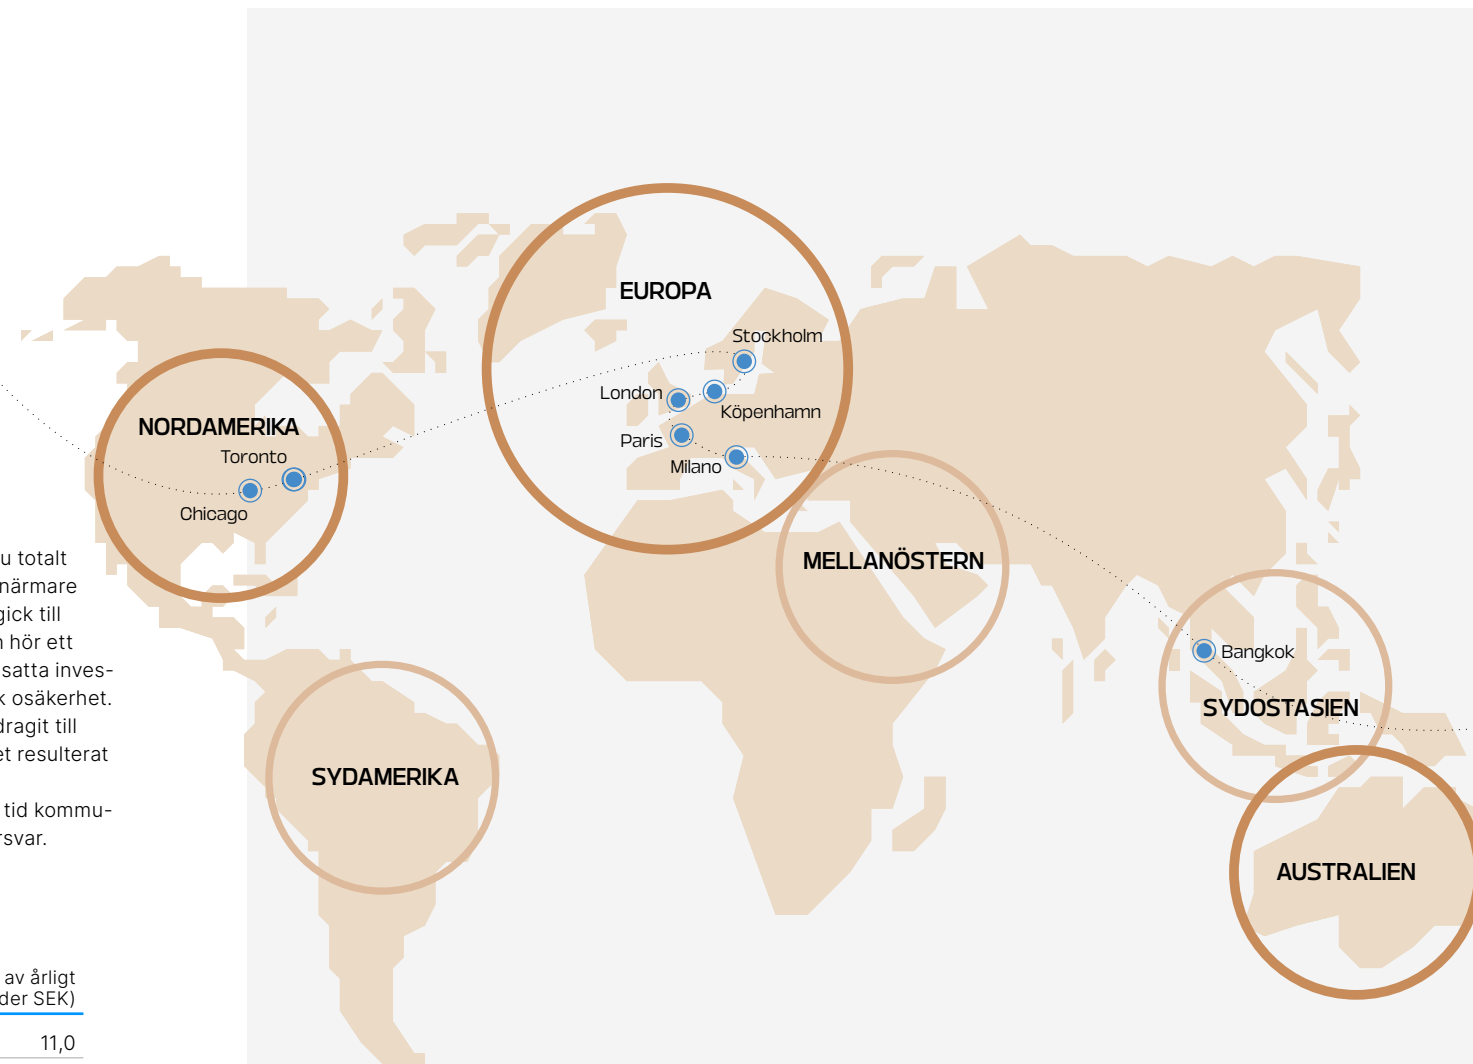 EUROPA
Stockholm
London
Köpenhamn
Paris
Milano
NORDAMERIKA
Toronto
Chicago
MELLANÖSTERN
Bangkok
SYDOSTASIEN
SYDAMERIKA
AUSTRALIEN
u totalt
närmare
gick till
hör ett
satta inves-
k osäkerhet.
dragit till
et resulterat
tid kommu-
rsvar.
av årligt
der SEK)
11,0